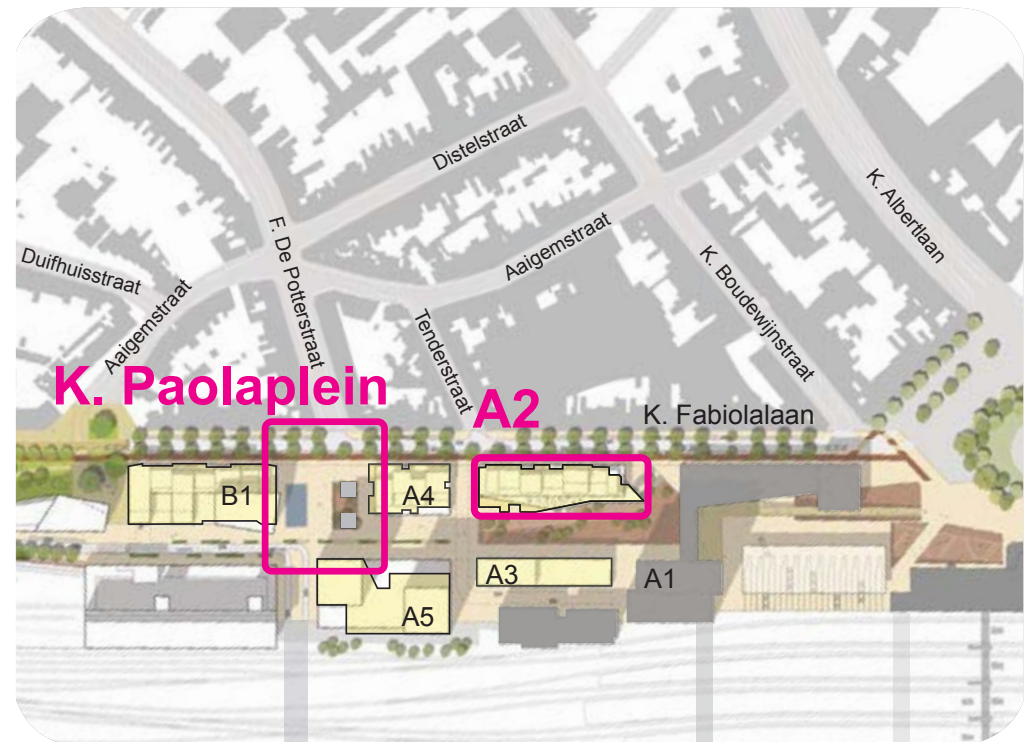 Distelstraat
K. Albertlaan
F. De Potterstraat
Aaigemstraat
K. Boudewijnstraat
Duifhuisstraat
Aaigemstraat
Tenderstraat
K. Paolaplein
A2
K. Fabiolalaan
B1
A4
A3
A1
A5